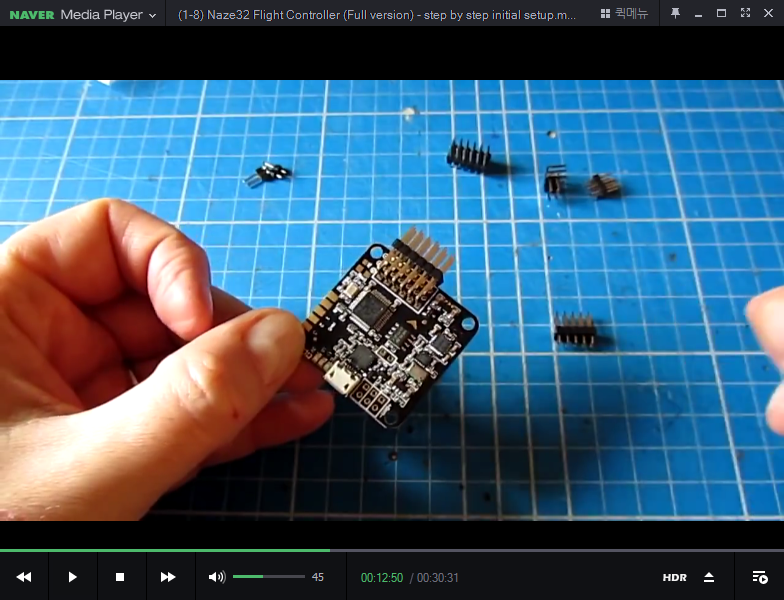 NAVER Media Player (1-8) Naze32 Flight Controller (Full version) - step by step initial setup.m... 퀵메뉴
45 00:12:50 / 00:30:31 HDR